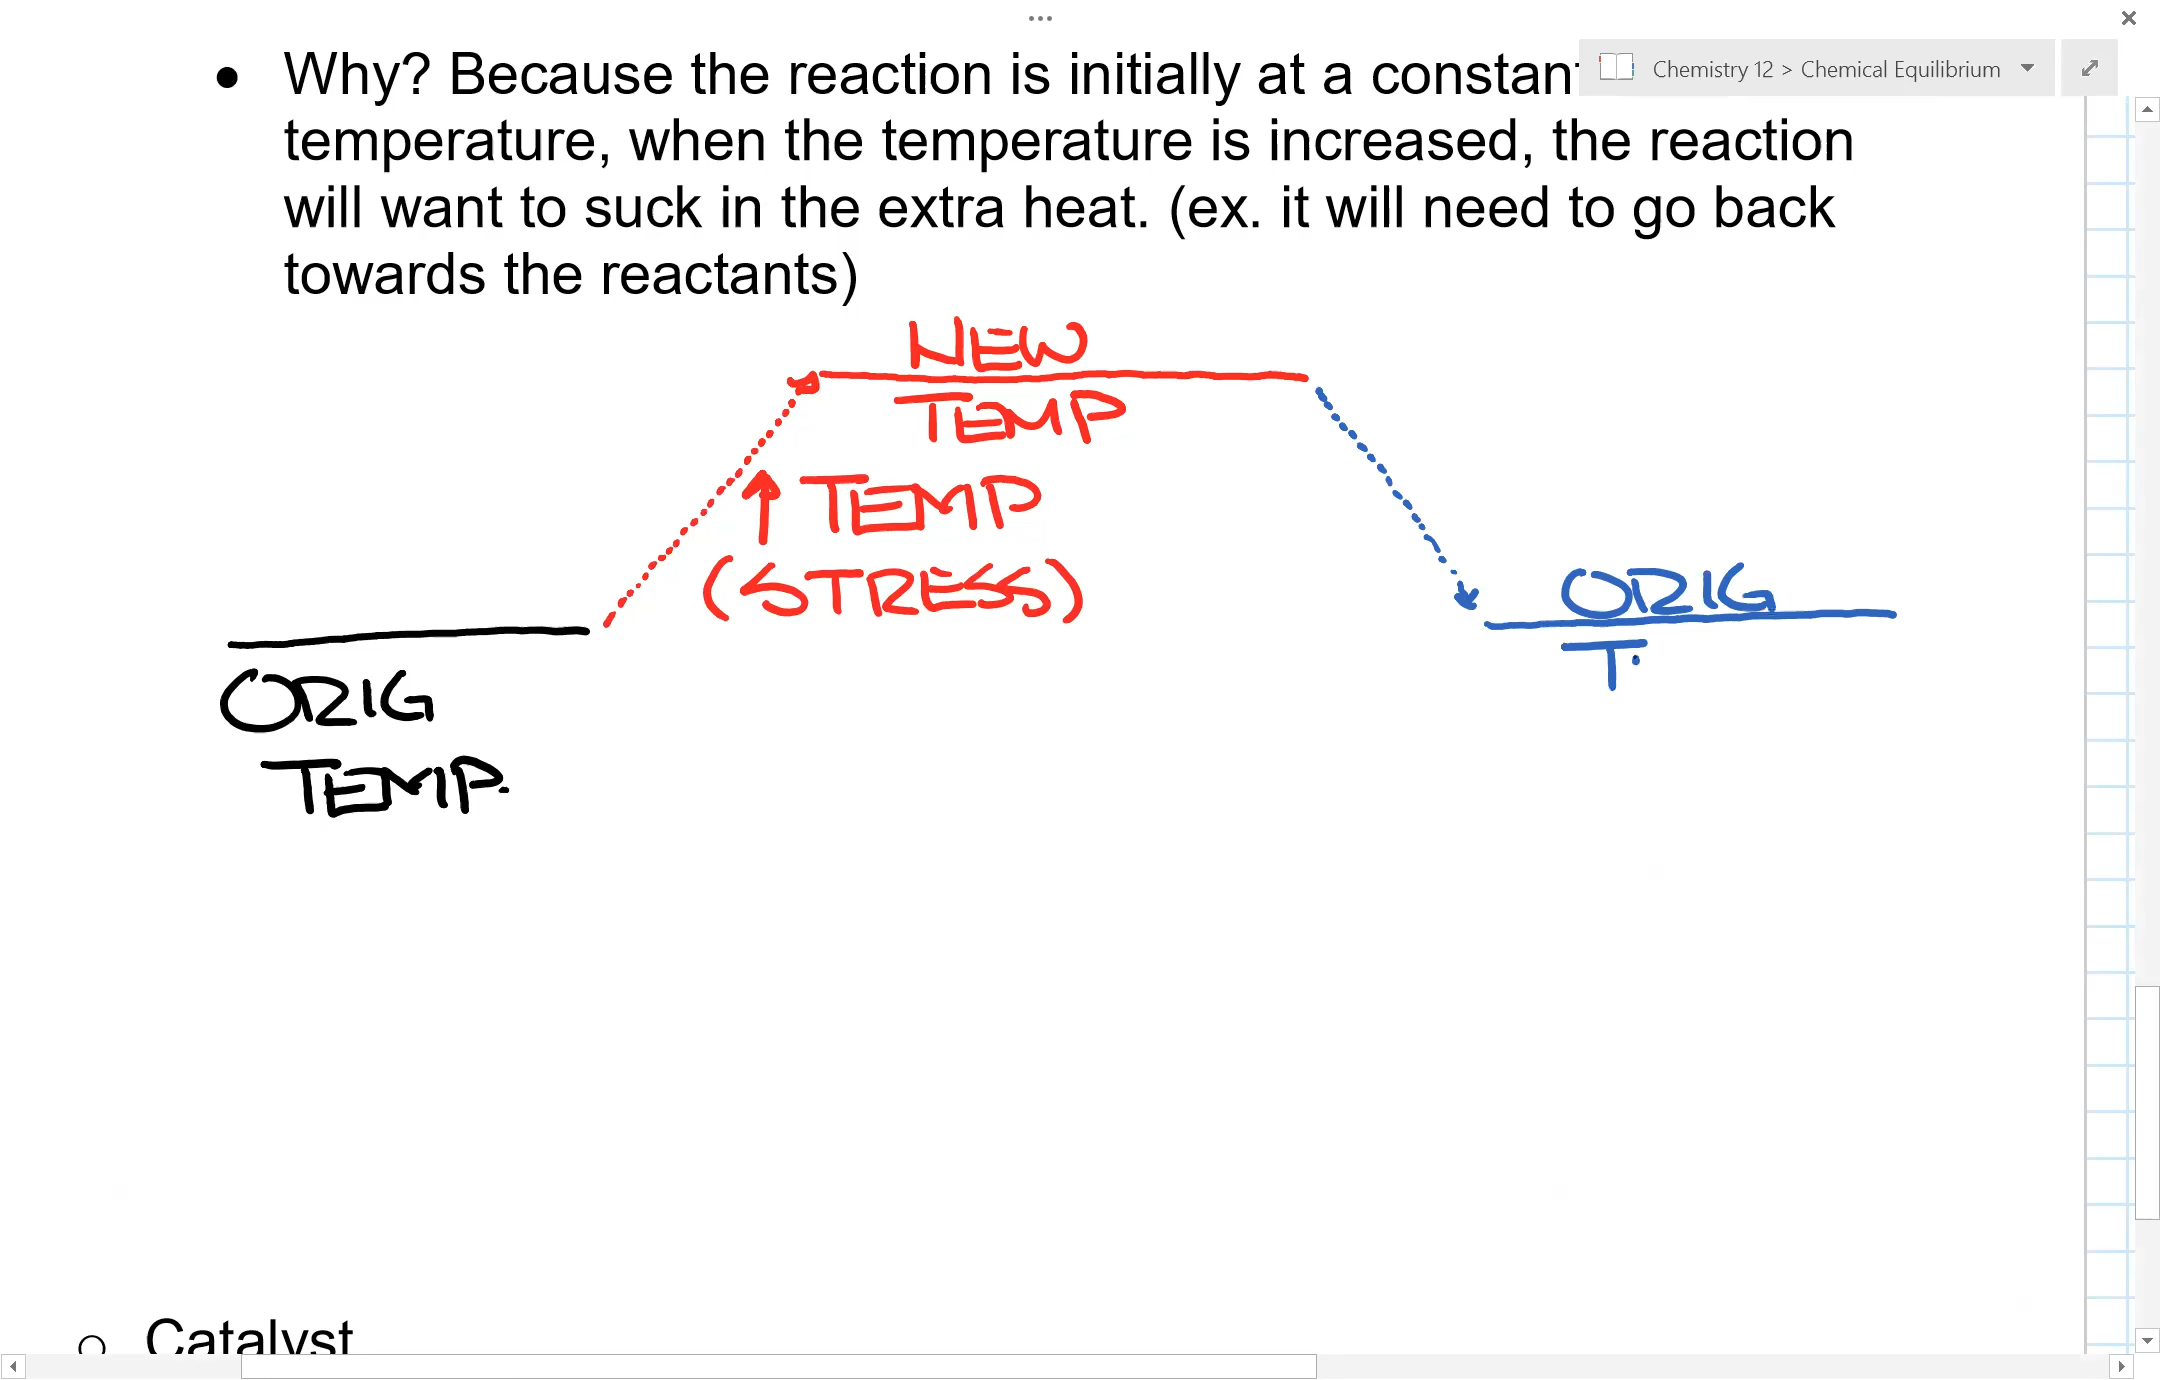 • Why? Because the reaction is initially at a constant
Chemistry 12 > Chemical Equilibrium
temperature, when the temperature is increased, the reaction
will want to suck in the extra heat. (ex. it will need to go back
towards the reactants)
NEW
TEMP
↑ TEMP
(STRESS)
ORIG
T
ORIG
TEMP.
○ Catalyst